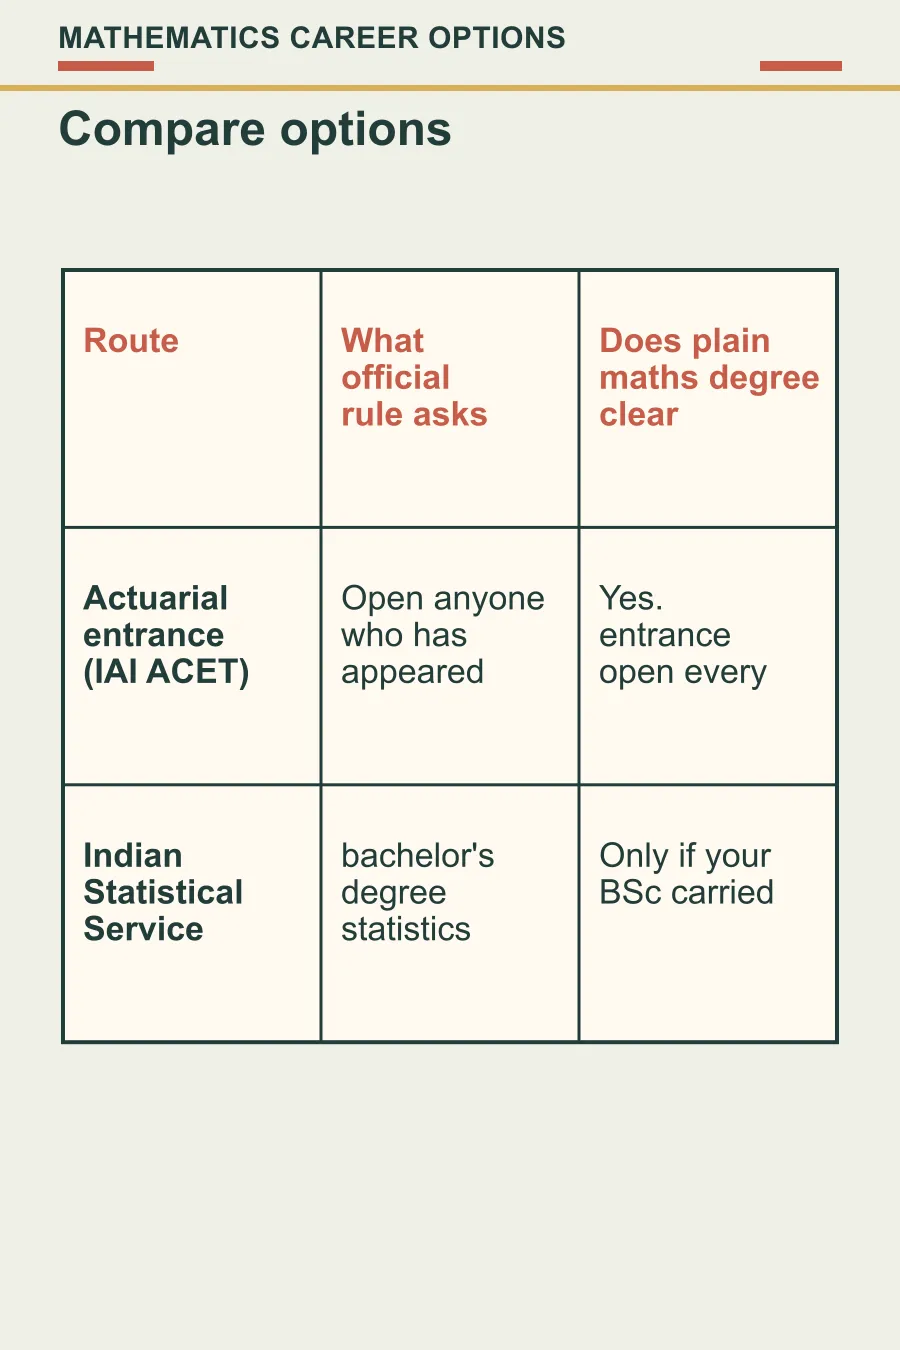 MATHEMATICS CAREER OPTIONS
Compare options
Route
What
official
rule asks
Does plain
maths degree
clear
Actuarial
entrance
(IAI ACET)
Open anyone
who has
appeared
Yes.
entrance
open every
Indian
Statistical
Service
bachelor's
degree
statistics
Only if your
BSc carried